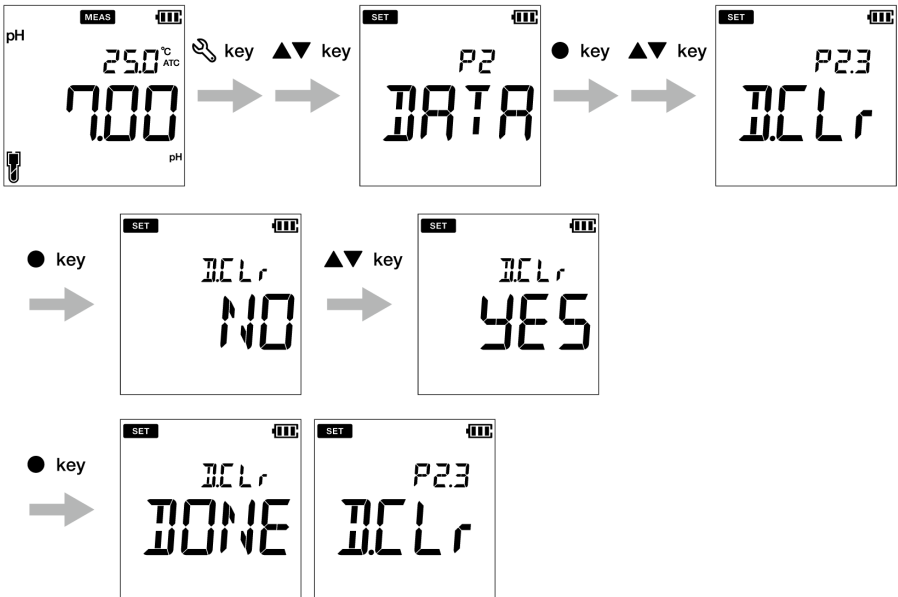 MEAS
pH
25.0 °C
ATC
7.00
pH
key
key
SET
P2
DATA
key
key
SET
P2.3
D.CLr
key
SET
D.CLr
NO
key
SET
D.CLr
YES
key
SET
D.CLr
DONE
SET
P2.3
D.CLr